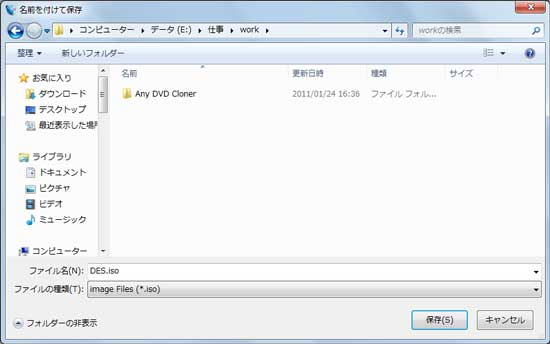 名前を付けて保存
コンピューター ▸ データ (E:) ▸ 仕事 ▸ work ▸
workの検索
整理 新しいフォルダー
名前 更新日時 種類 サイズ
お気に入り
ダウンロード
デスクトップ
最近表示した場所
ライブラリ
ドキュメント
ピクチャ
ビデオ
ミュージック
コンピューター
Any DVD Cloner 2011/01/24 16:36 ファイル フォル...
ファイル名(N): DES.iso
ファイルの種類(T): image Files (*.iso)
フォルダーの非表示
保存(S) キャンセル